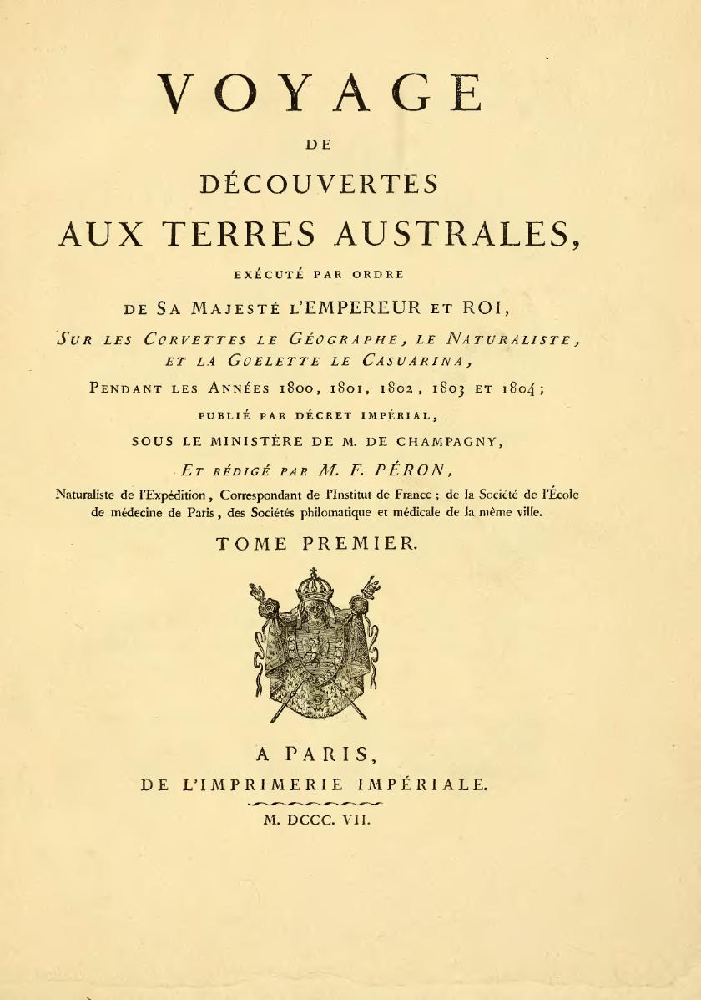 VOYAGE
DE
DÉCOUVERTES
AUX TERRES AUSTRALES,
EXÉCUTÉ PAR ORDRE
DE SA MAJESTÉ L'EMPEREUR ET ROI,
SUR LES CORVETTES LE GÉOGRAPHE, LE NATURALISTE,
ET LA GOELETTE LE CASUARINA,
PENDANT LES ANNÉES 1800, 1801, 1802, 1803 ET 1804;
PUBLIÉ PAR DÉCRET IMPÉRIAL,
SOUS LE MINISTÈRE DE M. DE CHAMPAGNY,
ET RÉDIGÉ PAR M. F. PÉRON,
Naturaliste de l'Expédition, Correspondant de l'Institut de France; de la Société de l'École
de médecine de Paris, des Sociétés philomatique et médicale de la même ville.
TOME PREMIER.
A PARIS,
DE L'IMPRIMERIE IMPÉRIALE.
M. DCCC. VII.